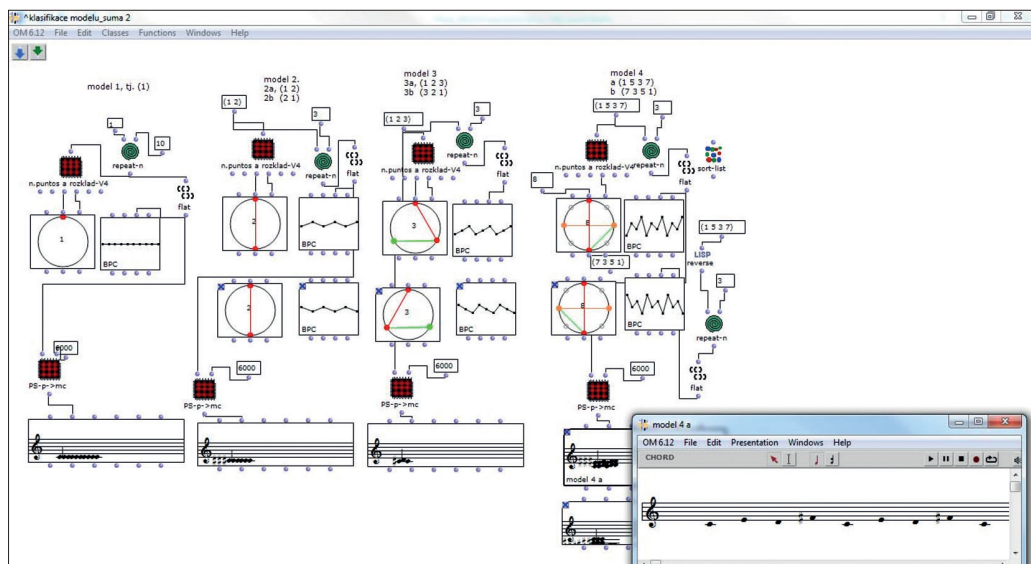 ^klasifikace modelu_suma 2
OM 6.12 File Edit Classes Functions Windows Help
model 1, tj. (1)
1
10
repeat-n
n.puntos a rozklad-V4
flat
1
BPC
6000
PS-p->mc
model 2.
2a, (1 2)
2b (2 1)
(1 2)
3
n.puntos a rozklad-V4
repeat-n
flat
2
BPC
2
BPC
6000
PS-p->mc
model 3
3a, (1 2 3)
3b (3 2 1)
(1 2 3)
3
repeat-n
n.puntos a rozklad-V4
flat
3
BPC
3
BPC
6000
PS-p->mc
model 4
a (1 5 3 7)
b (7 3 5 1)
(1 5 3 7)
3
n.puntos a rozklad-V4
repeat-n
flat
sort-list
8
8
BPC
(7 3 5 1)
8
BPC
(1 5 3 7)
LISP
reverse
3
repeat-n
flat
6000
PS-p->mc
model 4 a
model 4 a
OM 6.12 File Edit Presentation Windows Help
CHORD